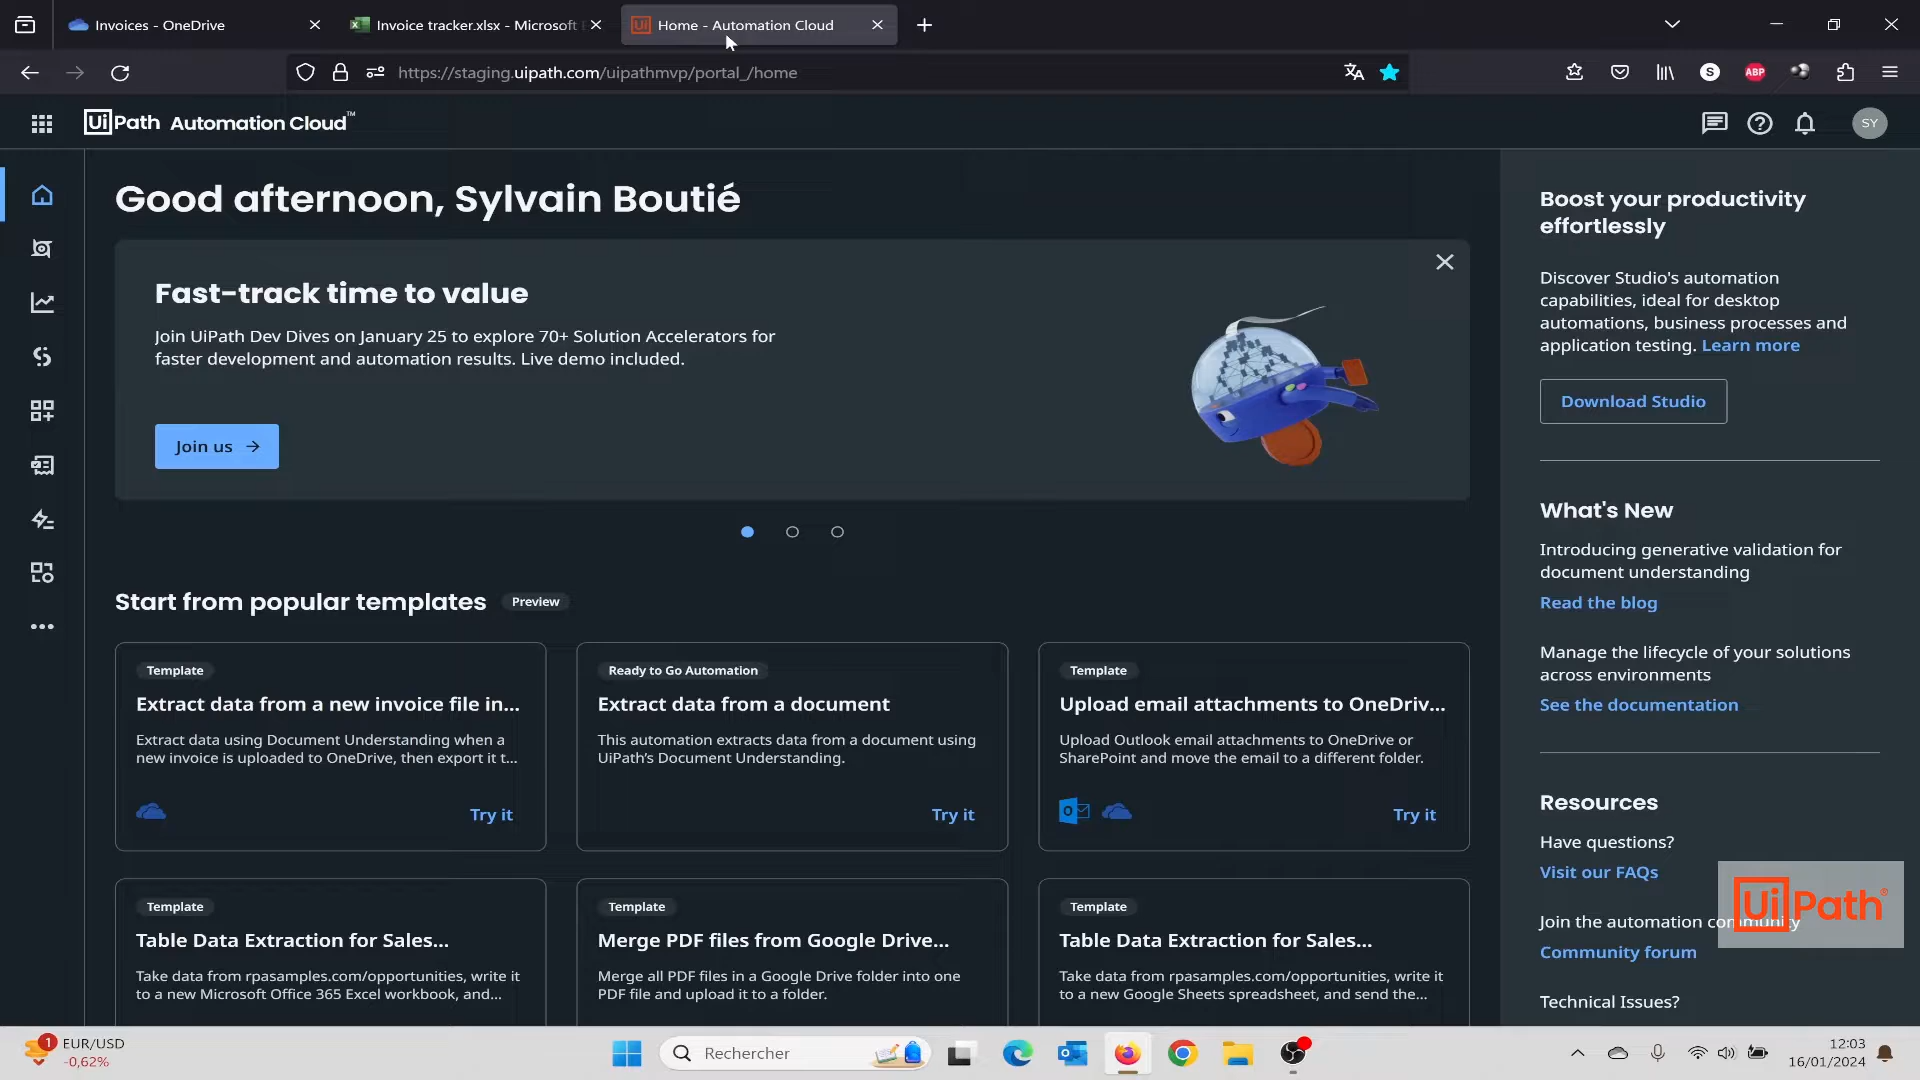 Invoices - OneDrive
Invoice tracker.xlsx - Microsoft
Home - Automation Cloud
https://staging.uipath.com/uipathmvp/portal_/home
S
ABP
UiPath Automation Cloud™
SY
Good afternoon, Sylvain Boutié
Fast-track time to value
Join UiPath Dev Dives on January 25 to explore 70+ Solution Accelerators for
faster development and automation results. Live demo included.
Join us →
Start from popular templates Preview
Template
Extract data from a new invoice file in...
Extract data using Document Understanding when a
new invoice is uploaded to OneDrive, then export it t...
Try it
Ready to Go Automation
Extract data from a document
This automation extracts data from a document using
UiPath's Document Understanding.
Try it
Template
Upload email attachments to OneDriv...
Upload Outlook email attachments to OneDrive or
SharePoint and move the email to a different folder.
Try it
Template
Table Data Extraction for Sales...
Take data from rpasamples.com/opportunities, write it
to a new Microsoft Office 365 Excel workbook, and...
Template
Merge PDF files from Google Drive...
Merge all PDF files in a Google Drive folder into one
PDF file and upload it to a folder.
Template
Table Data Extraction for Sales...
Take data from rpasamples.com/opportunities, write it
to a new Google Sheets spreadsheet, and send the...
Boost your productivity
effortlessly
Discover Studio's automation
capabilities, ideal for desktop
automations, business processes and
application testing. Learn more
Download Studio
What's New
Introducing generative validation for
document understanding
Read the blog
Manage the lifecycle of your solutions
across environments
See the documentation
Resources
Have questions?
Visit our FAQs
Join the automation community
Community forum
Technical Issues?
UiPath®
1
EUR/USD
-0,62%
Rechercher
12:03
16/01/2024